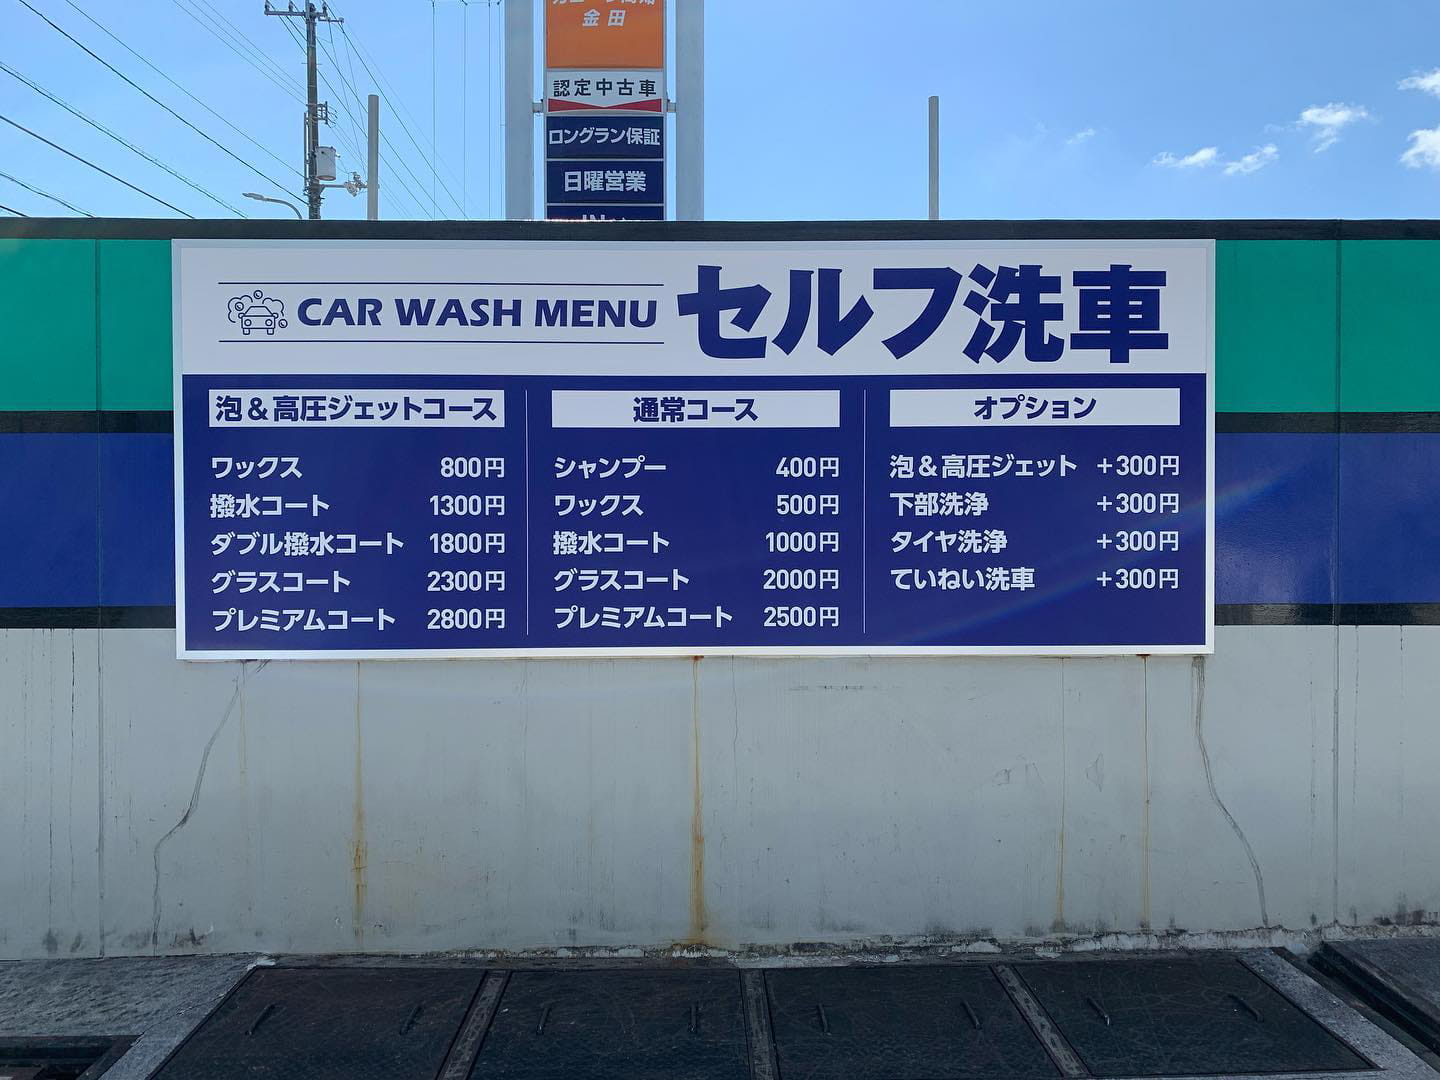 金田
認定中古車
ロングラン保証
日曜営業
CAR WASH MENU
セルフ洗車
泡&高圧ジェットコース
ワックス 800円
撥水コート 1300円
ダブル撥水コート 1800円
グラスコート 2300円
プレミアムコート 2800円
通常コース
シャンプー 400円
ワックス 500円
撥水コート 1000円
グラスコート 2000円
プレミアムコート 2500円
オプション
泡&高圧ジェット +300円
下部洗浄 +300円
タイヤ洗浄 +300円
ていねい洗車 +300円